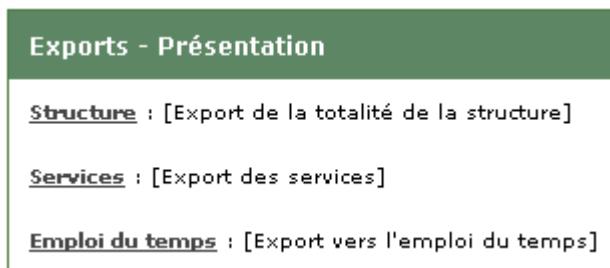 Exports - Présentation
Structure : [Export de la totalité de la structure]
Services : [Export des services]
Emploi du temps : [Export vers l'emploi du temps]